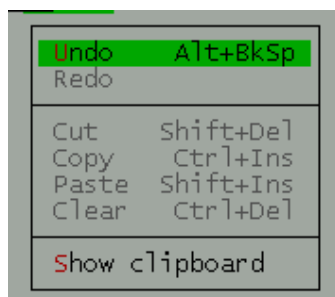 Undo Alt+BkSp
Redo
Cut Shift+Del
Copy Ctrl+Ins
Paste Shift+Ins
Clear Ctrl+Del
Show clipboard